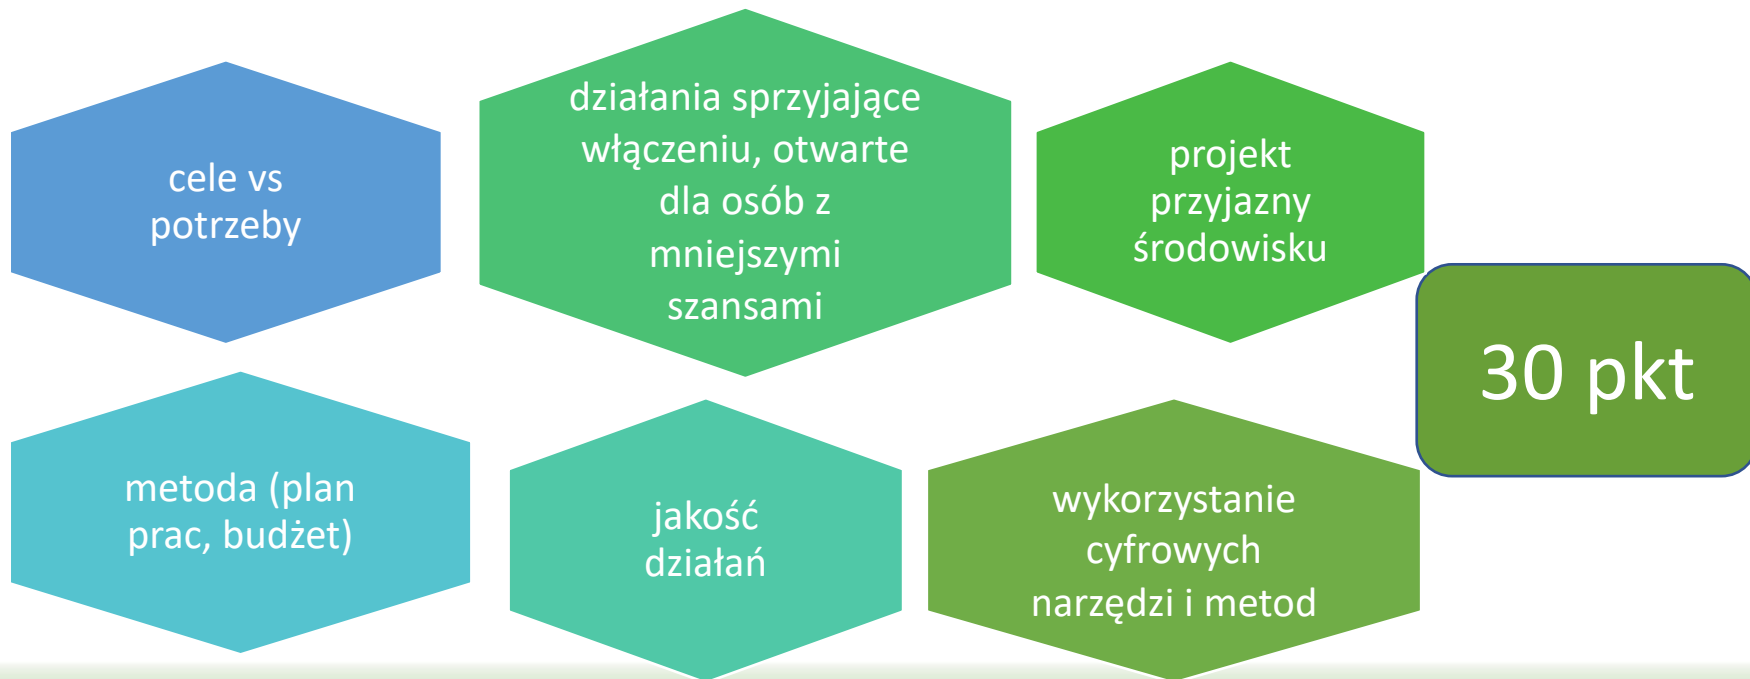 cele vs
potrzeby
działania sprzyjające
włączeniu, otwarte
dla osób z
mniejszymi
szansami
projekt
przyjazny
środowisku
30 pkt
metoda (plan
prac, budżet)
jakość
działań
wykorzystanie
cyfrowych
narzędzi i metod